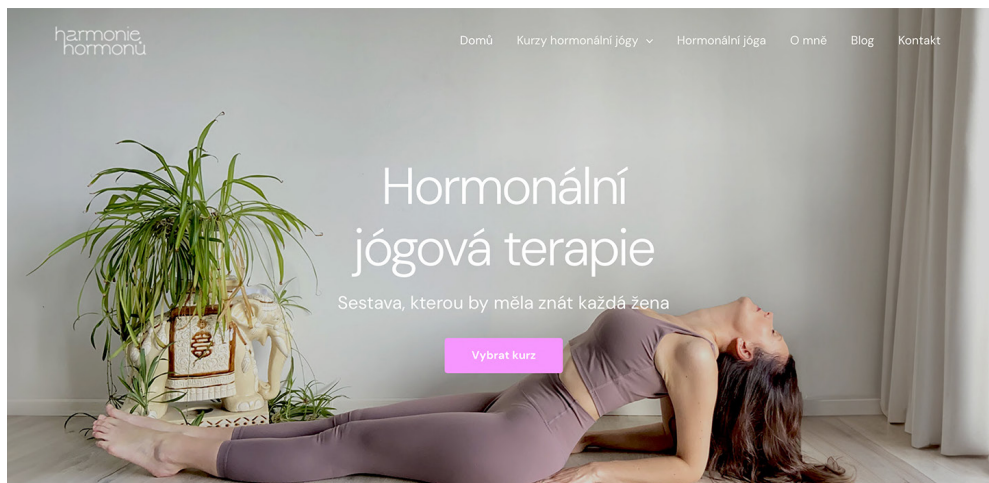 harmonie
hormonů
Domů
Kurzy hormonální jógy
Hormonální jóga
O mně
Blog
Kontakt
Hormonální
jógová terapie
Sestava, kterou by měla znát každá žena
Vybrat kurz